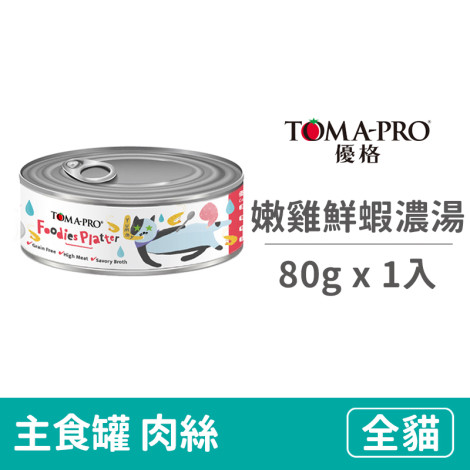 TOMA-PRO®
優格
嫩雞鮮蝦濃湯
80g x 1入
TOMA-PRO®
Foodies Platter
✓Grain Free ✓High Meat ✓Savory Broth
主食罐 肉絲
全貓